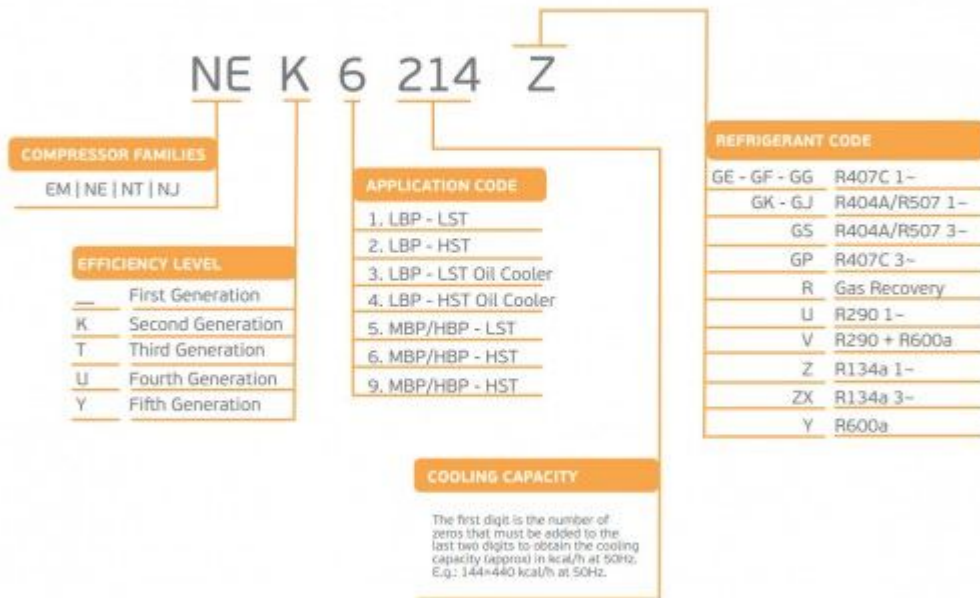 NE K 6 214 Z
COMPRESSOR FAMILIES
EM | NE | NT | NJ
EFFICIENCY LEVEL
_ First Generation
K Second Generation
T Third Generation
U Fourth Generation
Y Fifth Generation
APPLICATION CODE
1. LBP - LST
2. LBP - HST
3. LBP - LST Oil Cooler
4. LBP - HST Oil Cooler
5. MBP/HBP - LST
6. MBP/HBP - HST
9. MBP/HBP - HST
COOLING CAPACITY
The first digit is the number of
zeros that must be added to the
last two digits to obtain the cooling
capacity (approx) in kcal/h at 50Hz.
E.g.: 144=440 kcal/h at 50Hz.
REFRIGERANT CODE
GE - GF - GG R407C 1~
GK - GJ R404A/R507 1~
GS R404A/R507 3~
GP R407C 3~
R Gas Recovery
U R290 1~
V R290 + R600a
Z R134a 1~
ZX R134a 3~
Y R600a